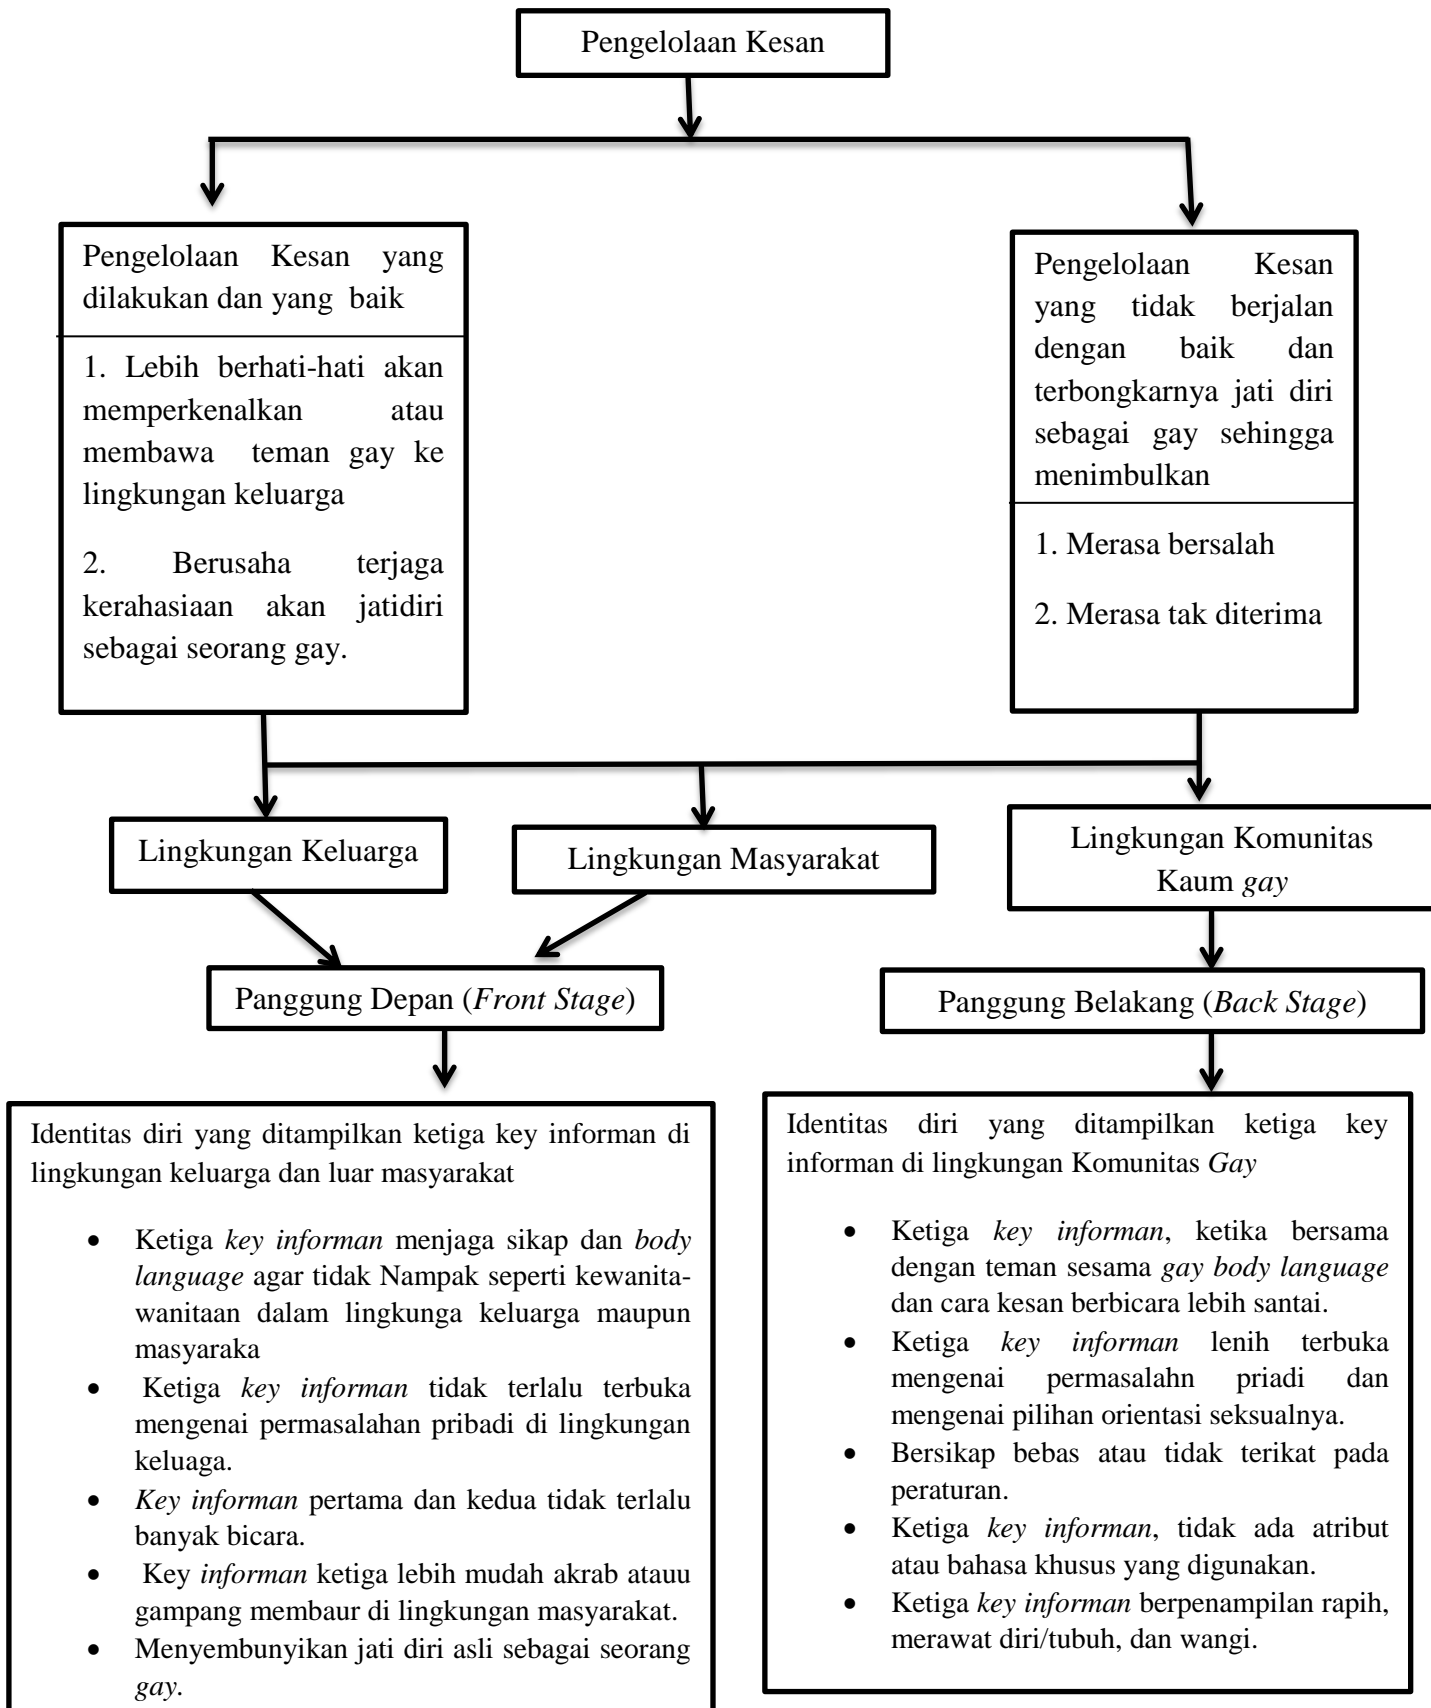 Pengelolaan Kesan
Pengelolaan Kesan yang
dilakukan dan yang baik
1. Lebih berhati-hati akan
memperkenalkan atau
membawa teman gay ke
lingkungan keluarga
2. Berusaha terjaga
kerahasiaan akan jatidiri
sebagai seorang gay.
Pengelolaan Kesan
yang tidak berjalan
dengan baik dan
terbongkarnya jati diri
sebagai gay sehingga
menimbulkan
1. Merasa bersalah
2. Merasa tak diterima
Lingkungan Keluarga
Lingkungan Masyarakat
Lingkungan Komunitas
Kaum gay
Panggung Depan (Front Stage)
Panggung Belakang (Back Stage)
Identitas diri yang ditampilkan ketiga key informan di
lingkungan keluarga dan luar masyarakat
• Ketiga key informan menjaga sikap dan body
language agar tidak Nampak seperti kewanita-
wanitaan dalam lingkunga keluarga maupun
masyaraka
• Ketiga key informan tidak terlalu terbuka
mengenai permasalahan pribadi di lingkungan
keluaga.
• Key informan pertama dan kedua tidak terlalu
banyak bicara.
• Key informan ketiga lebih mudah akrab atauu
gampang membaur di lingkungan masyarakat.
• Menyembunyikan jati diri asli sebagai seorang
gay.
Identitas diri yang ditampilkan ketiga key
informan di lingkungan Komunitas Gay
• Ketiga key informan, ketika bersama
dengan teman sesama gay body language
dan cara kesan berbicara lebih santai.
• Ketiga key informan lenih terbuka
mengenai permasalahn priadi dan
mengenai pilihan orientasi seksualnya.
• Bersikap bebas atau tidak terikat pada
peraturan.
• Ketiga key informan, tidak ada atribut
atau bahasa khusus yang digunakan.
• Ketiga key informan berpenampilan rapih,
merawat diri/tubuh, dan wangi.